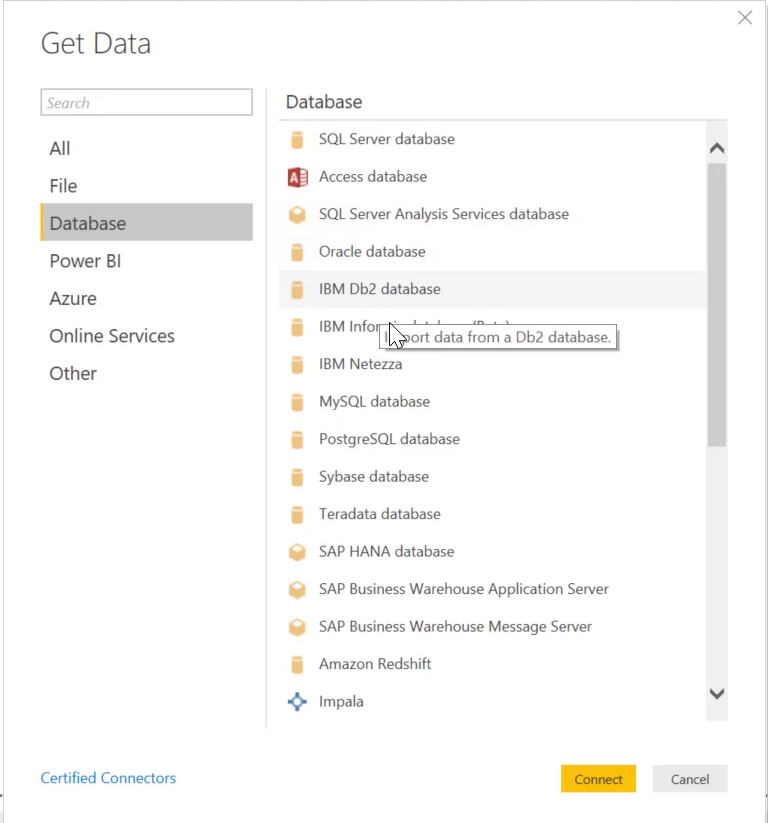 Get Data
Search
All
File
Database
Power BI
Azure
Online Services
Other
Database
SQL Server database
Access database
SQL Server Analysis Services database
Oracle database
IBM Db2 database
IBM
port data from a Db2 database.
IBM Netezza
MySQL database
PostgreSQL database
Sybase database
Teradata database
SAP HANA database
SAP Business Warehouse Application Server
SAP Business Warehouse Message Server
Amazon Redshift
Impala
Certified Connectors
Connect
Cancel